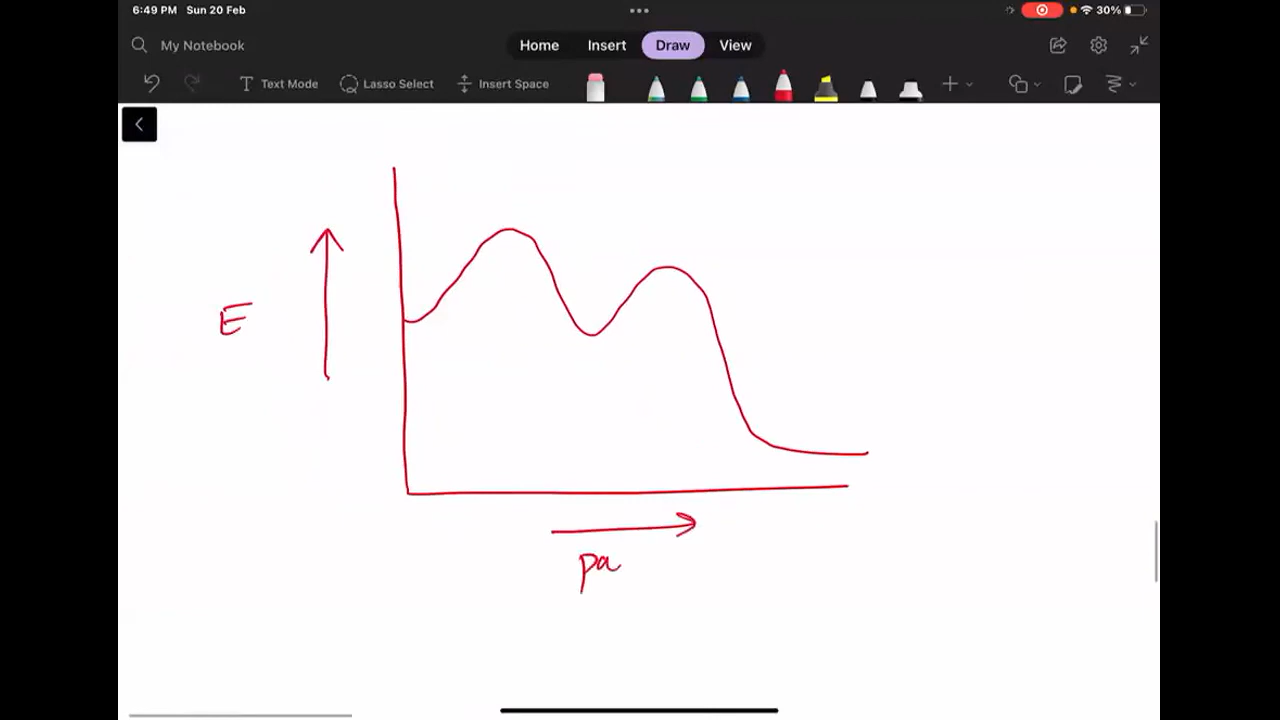 6:49 PM Sun 20 Feb
30%
My Notebook
Home Insert Draw View
Text Mode Lasso Select Insert Space
E
pa